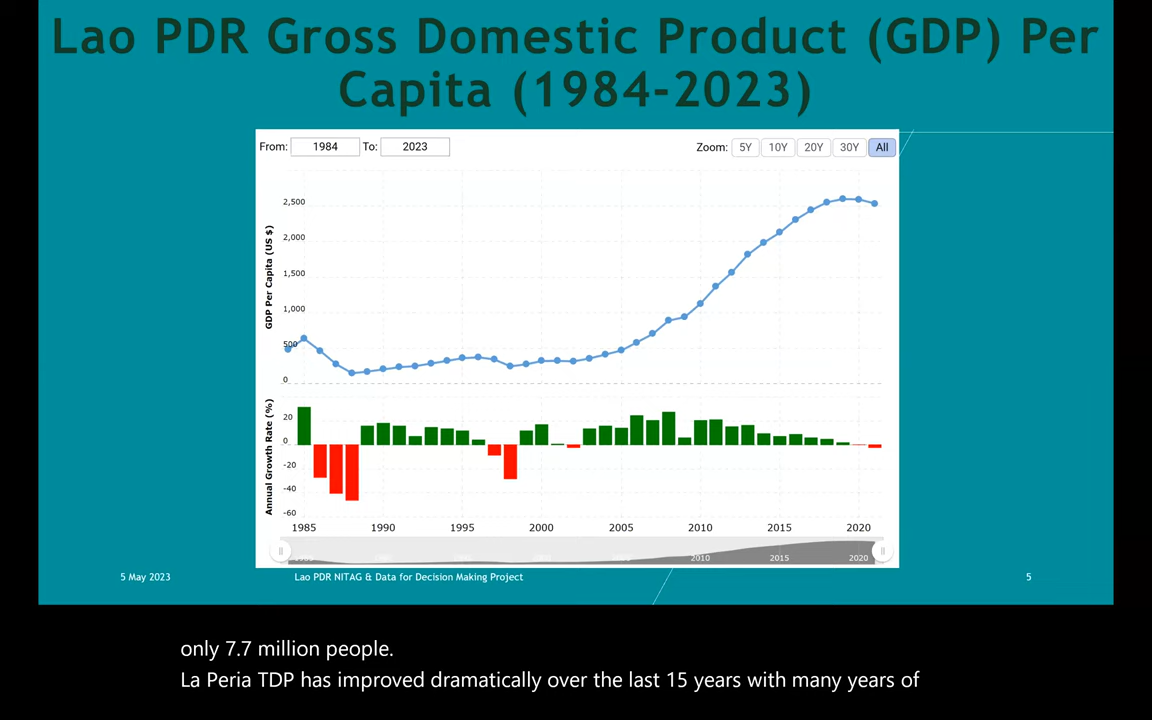 Lao PDR Gross Domestic Product (GDP) Per
Capita (1984-2023)
From: 1984 To: 2023
Zoom: 5Y 10Y 20Y 30Y All
GDP Per Capita (US $)
2,500
2,000
1,500
1,000
500
0
Annual Growth Rate (%)
20
0
-20
-40
-60
1985 1990 1995 2000 2005 2010 2015 2020
2010 2015 2020
5 May 2023 Lao PDR NITAG & Data for Decision Making Project 5
only 7.7 million people.
La Peria TDP has improved dramatically over the last 15 years with many years of